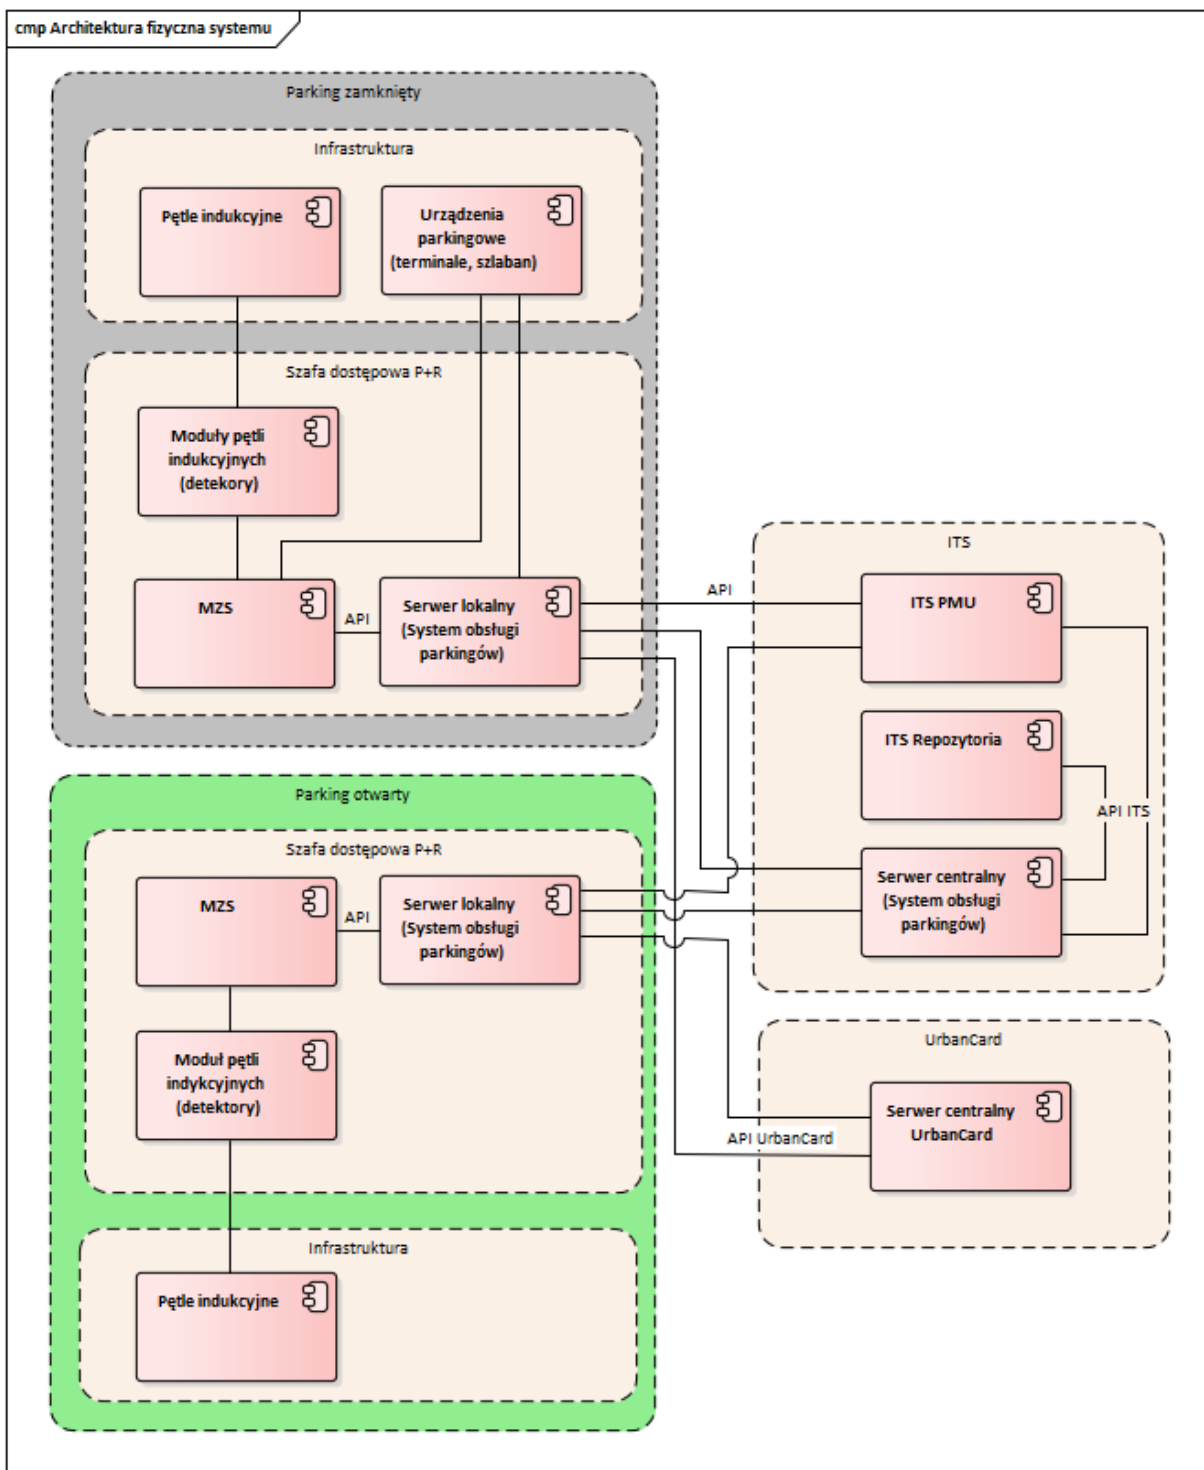 cmp Architektura fizyczna systemu
Parking zamknięty
Infrastruktura
Pętle indukcyjne
Urządzenia
parkingowe
(terminale, szlaban)
Szafa dostępowa P+R
Moduły pętli
indukcyjnych
(detekory)
MZS
API
Serwer lokalny
(System obsługi
parkingów)
API
ITS
ITS PMU
ITS Repozytoria
API ITS
Serwer centralny
(System obsługi
parkingów)
Parking otwarty
Szafa dostępowa P+R
MZS
API
Serwer lokalny
(System obsługi
parkingów)
Moduł pętli
indykcyjnych
(detektory)
UrbanCard
Serwer centralny
UrbanCard
API UrbanCard
Infrastruktura
Pętle indukcyjne